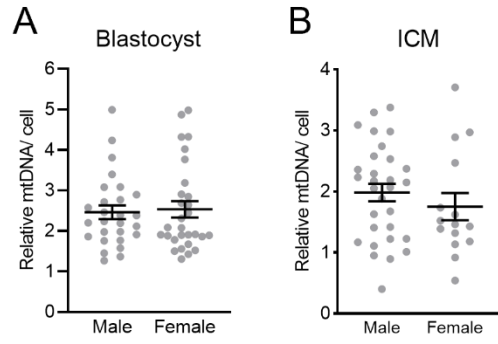 A
Blastocyst
Relative mtDNA/ cell
6
5
4
3
2
1
0
Male Female
B
ICM
Relative mtDNA/ cell
4
3
2
1
0
Male Female